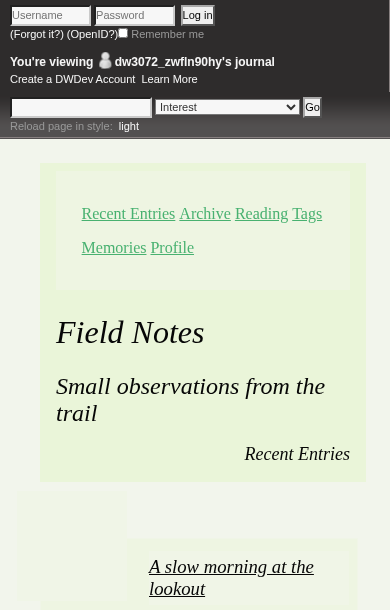 Username Password Log in
(Forgot it?) (OpenID?) Remember me
You're viewing dw3072_zwfln90hy's journal
Create a DWDev Account Learn More
Interest Go
Reload page in style: light
Recent Entries Archive Reading Tags
Memories Profile
Field Notes
Small observations from the
trail
Recent Entries
A slow morning at the
lookout